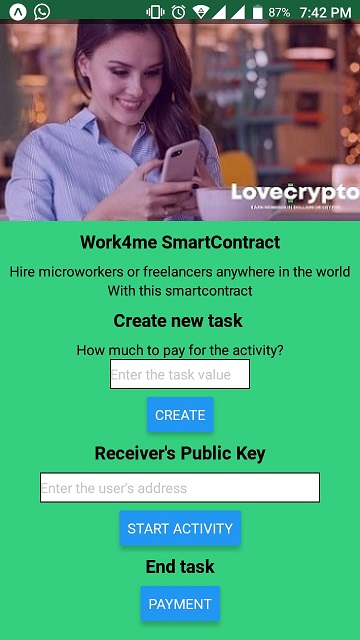 87% 7:42 PM
Lovecrypto
Work4me SmartContract
Hire microworkers or freelancers anywhere in the world
With this smartcontract
Create new task
How much to pay for the activity?
Enter the task value
CREATE
Receiver's Public Key
Enter the user's address
START ACTIVITY
End task
PAYMENT